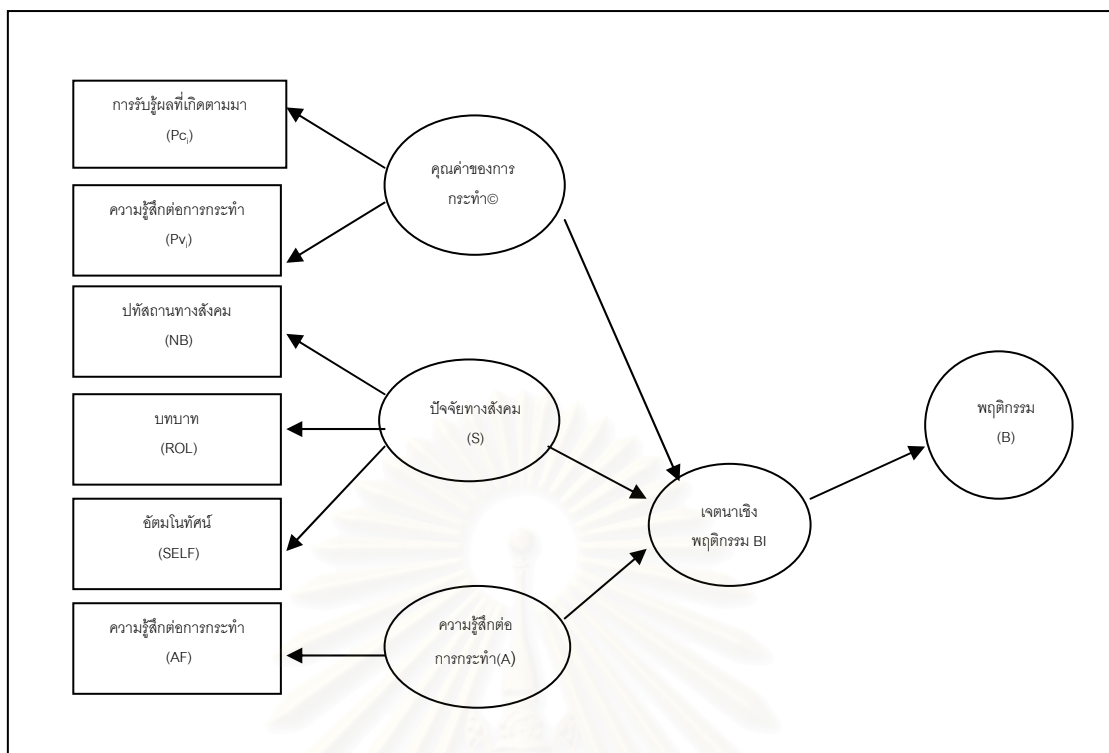 การรับรู้ผลที่เกิดตามมา
(Pcᵢ)
ความรู้สึกต่อการกระทำ
(Pvᵢ)
ปทัสถานทางสังคม
(NB)
บทบาท
(ROL)
อัตมโนทัศน์
(SELF)
ความรู้สึกต่อการกระทำ
(AF)
คุณค่าของการ
กระทำ©
ปัจจัยทางสังคม
(S)
ความรู้สึกต่อ
การกระทำ(A)
เจตนาเชิง
พฤติกรรม BI
พฤติกรรม
(B)